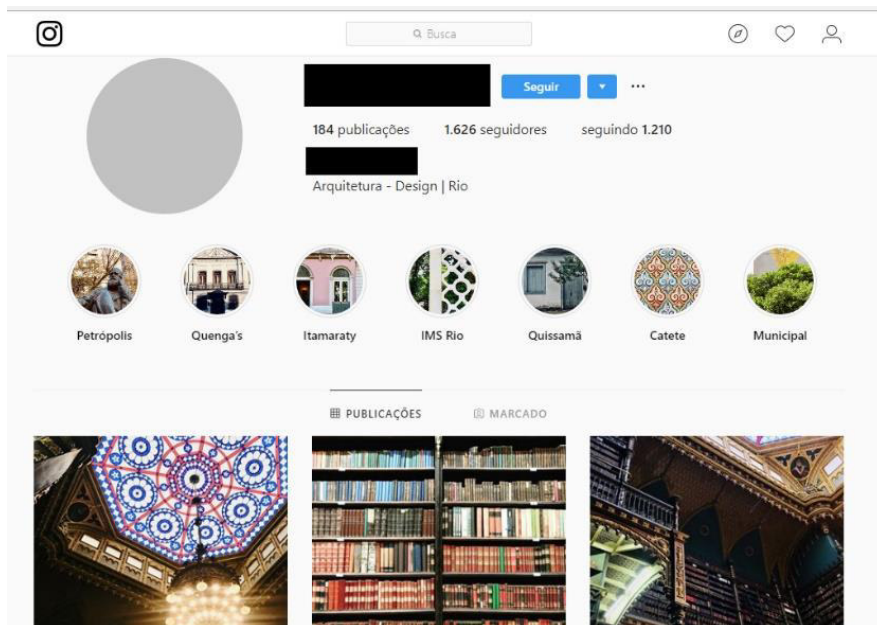 Busca
Seguir
184 publicações 1.626 seguidores seguindo 1.210
Arquitetura - Design | Rio
Petrópolis Quenga's Itamaraty IMS Rio Quissamã Catete Municipal
PUBLICAÇÕES MARCADO